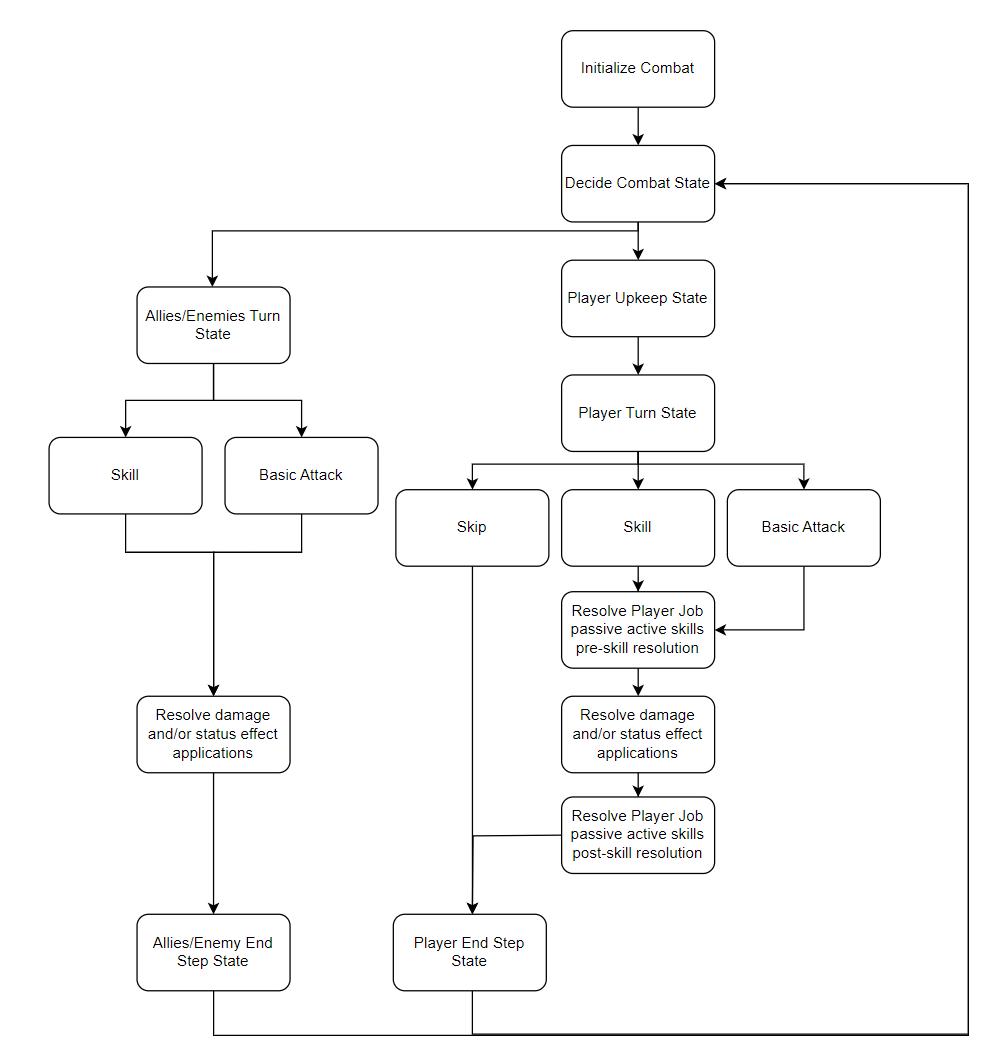 Initialize Combat
Decide Combat State
Player Upkeep State
Allies/Enemies Turn
State
Player Turn State
Skill
Basic Attack
Skip
Skill
Basic Attack
Resolve Player Job
passive active skills
pre-skill resolution
Resolve damage
and/or status effect
applications
Resolve damage
and/or status effect
applications
Resolve Player Job
passive active skills
post-skill resolution
Allies/Enemy End
Step State
Player End Step
State